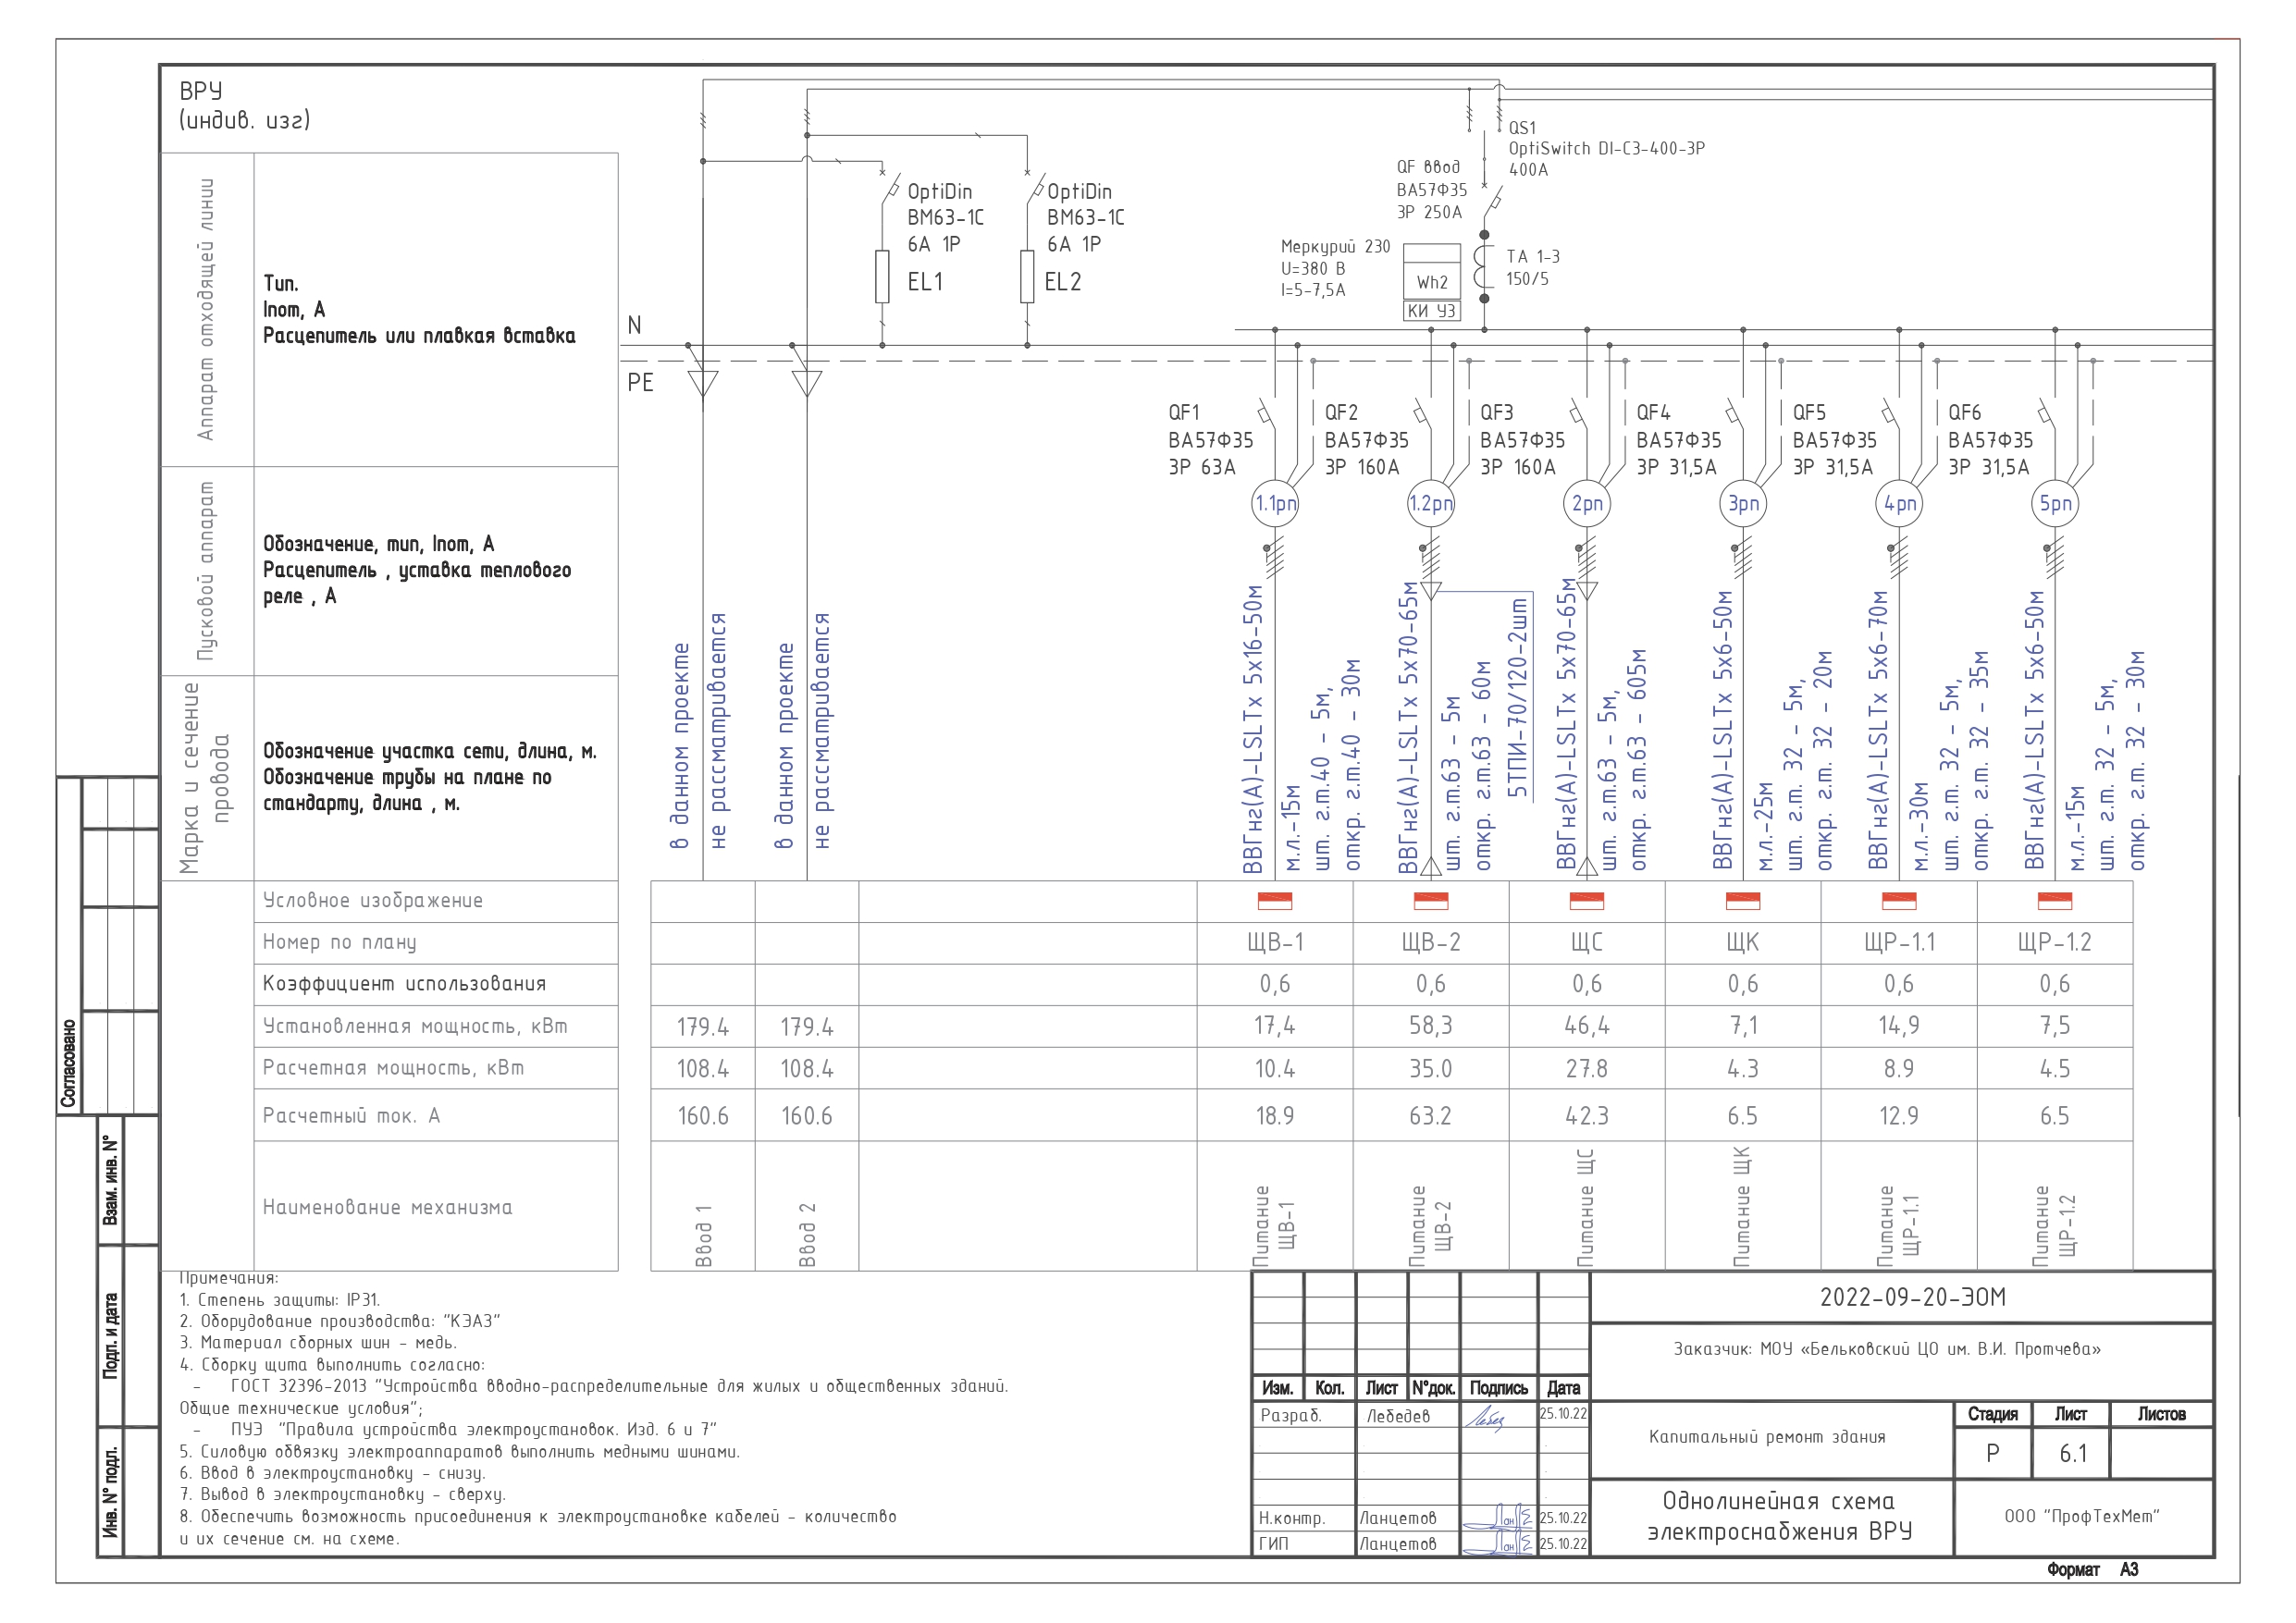 ВРУ
(индив. изг)
Аппарат отходящей линии
Тип.
Inom, А
Расцепитель или плавкая вставка
Пусковой аппарат
Обозначение, тип, Inom, А
Расцепитель , уставка теплового
реле , А
Марка и сечение
провода
Обозначение участка сети, длина, м.
Обозначение трубы на плане по
стандарту, длина , м.
N
PE
OptiDin
ВМ63-1С
6А 1Р
EL1
OptiDin
ВМ63-1С
6А 1Р
EL2
QS1
OptiSwitch DI-C3-400-3P
400А
QF ввод
ВА57Ф35
3Р 250А
Меркурий 230
U=380 В
I=5-7,5А
Wh2
КИ УЗ
ТА 1-3
150/5
QF1
ВА57Ф35
3Р 63А
QF2
ВА57Ф35
3Р 160А
QF3
ВА57Ф35
3Р 160А
QF4
ВА57Ф35
3Р 31,5А
QF5
ВА57Ф35
3Р 31,5А
QF6
ВА57Ф35
3Р 31,5А
1.1рп
1.2рп
2рп
3рп
4рп
5рп
в данном проекте
не рассматривается
в данном проекте
не рассматривается
ВВГнг(А)-LSLTx 5х16-50м
м.л.-15м
шт. г.т.40 - 5м,
откр. г.т.40 - 30м
ВВГнг(А)-LSLTx 5х70-65м
шт. г.т.63 - 5м
откр. г.т.63 - 60м
5ТПИ-70/120-2шт
ВВГнг(А)-LSLTx 5х70-65м
шт. г.т.63 - 5м,
откр. г.т.63 - 605м
ВВГнг(А)-LSLTx 5х6-50м
м.л.-25м
шт. г.т. 32 - 5м,
откр. г.т. 32 - 20м
ВВГнг(А)-LSLTx 5х6-70м
м.л.-30м
шт. г.т. 32 - 5м,
откр. г.т. 32 - 35м
ВВГнг(А)-LSLTx 5х6-50м
м.л.-15м
шт. г.т. 32 - 5м,
откр. г.т. 32 - 30м
Условное изображение
Номер по плану ЩВ-1 ЩВ-2 ЩС ЩК ЩР-1.1 ЩР-1.2
Коэффициент использования 0,6 0,6 0,6 0,6 0,6 0,6
Установленная мощность, кВт 179.4 179.4 17,4 58,3 46,4 7,1 14,9 7,5
Расчетная мощность, кВт 108.4 108.4 10.4 35.0 27.8 4.3 8.9 4.5
Расчетный ток. А 160.6 160.6 18.9 63.2 42.3 6.5 12.9 6.5
Наименование механизма
Ввод 1
Ввод 2
Питание
ЩВ-1
Питание
ЩВ-2
Питание ЩС
Питание ЩК
Питание
ЩР-1.1
Питание
ЩР-1.2
Примечания:
1. Степень защиты: IP31.
2. Оборудование производства: "КЭАЗ"
3. Материал сборных шин - медь.
4. Сборку щита выполнить согласно:
- ГОСТ 32396-2013 "Устройства вводно-распределительные для жилых и общественных зданий.
Общие технические условия";
- ПУЭ "Правила устройства электроустановок. Изд. 6 и 7"
5. Силовую обвязку электроаппаратов выполнить медными шинами.
6. Ввод в электроустановку - снизу.
7. Вывод в электроустановку - сверху.
8. Обеспечить возможность присоединения к электроустановке кабелей - количество
и их сечение см. на схеме.
Согласовано
Взам. инв. N°
Подп. и дата
Инв. N° подл.
2022-09-20-ЭОМ
Заказчик: МОУ «Бельковский ЦО им. В.И. Протчева»
Изм. Кол. Лист N°док. Подпись Дата
Разраб. Лебедев 25.10.22
Н.контр. Ланцетов 25.10.22
ГИП Ланцетов 25.10.22
Капитальный ремонт здания
Стадия Лист Листов
Р 6.1
Однолинейная схема
электроснабжения ВРУ
ООО "ПрофТехМет"
Формат А3